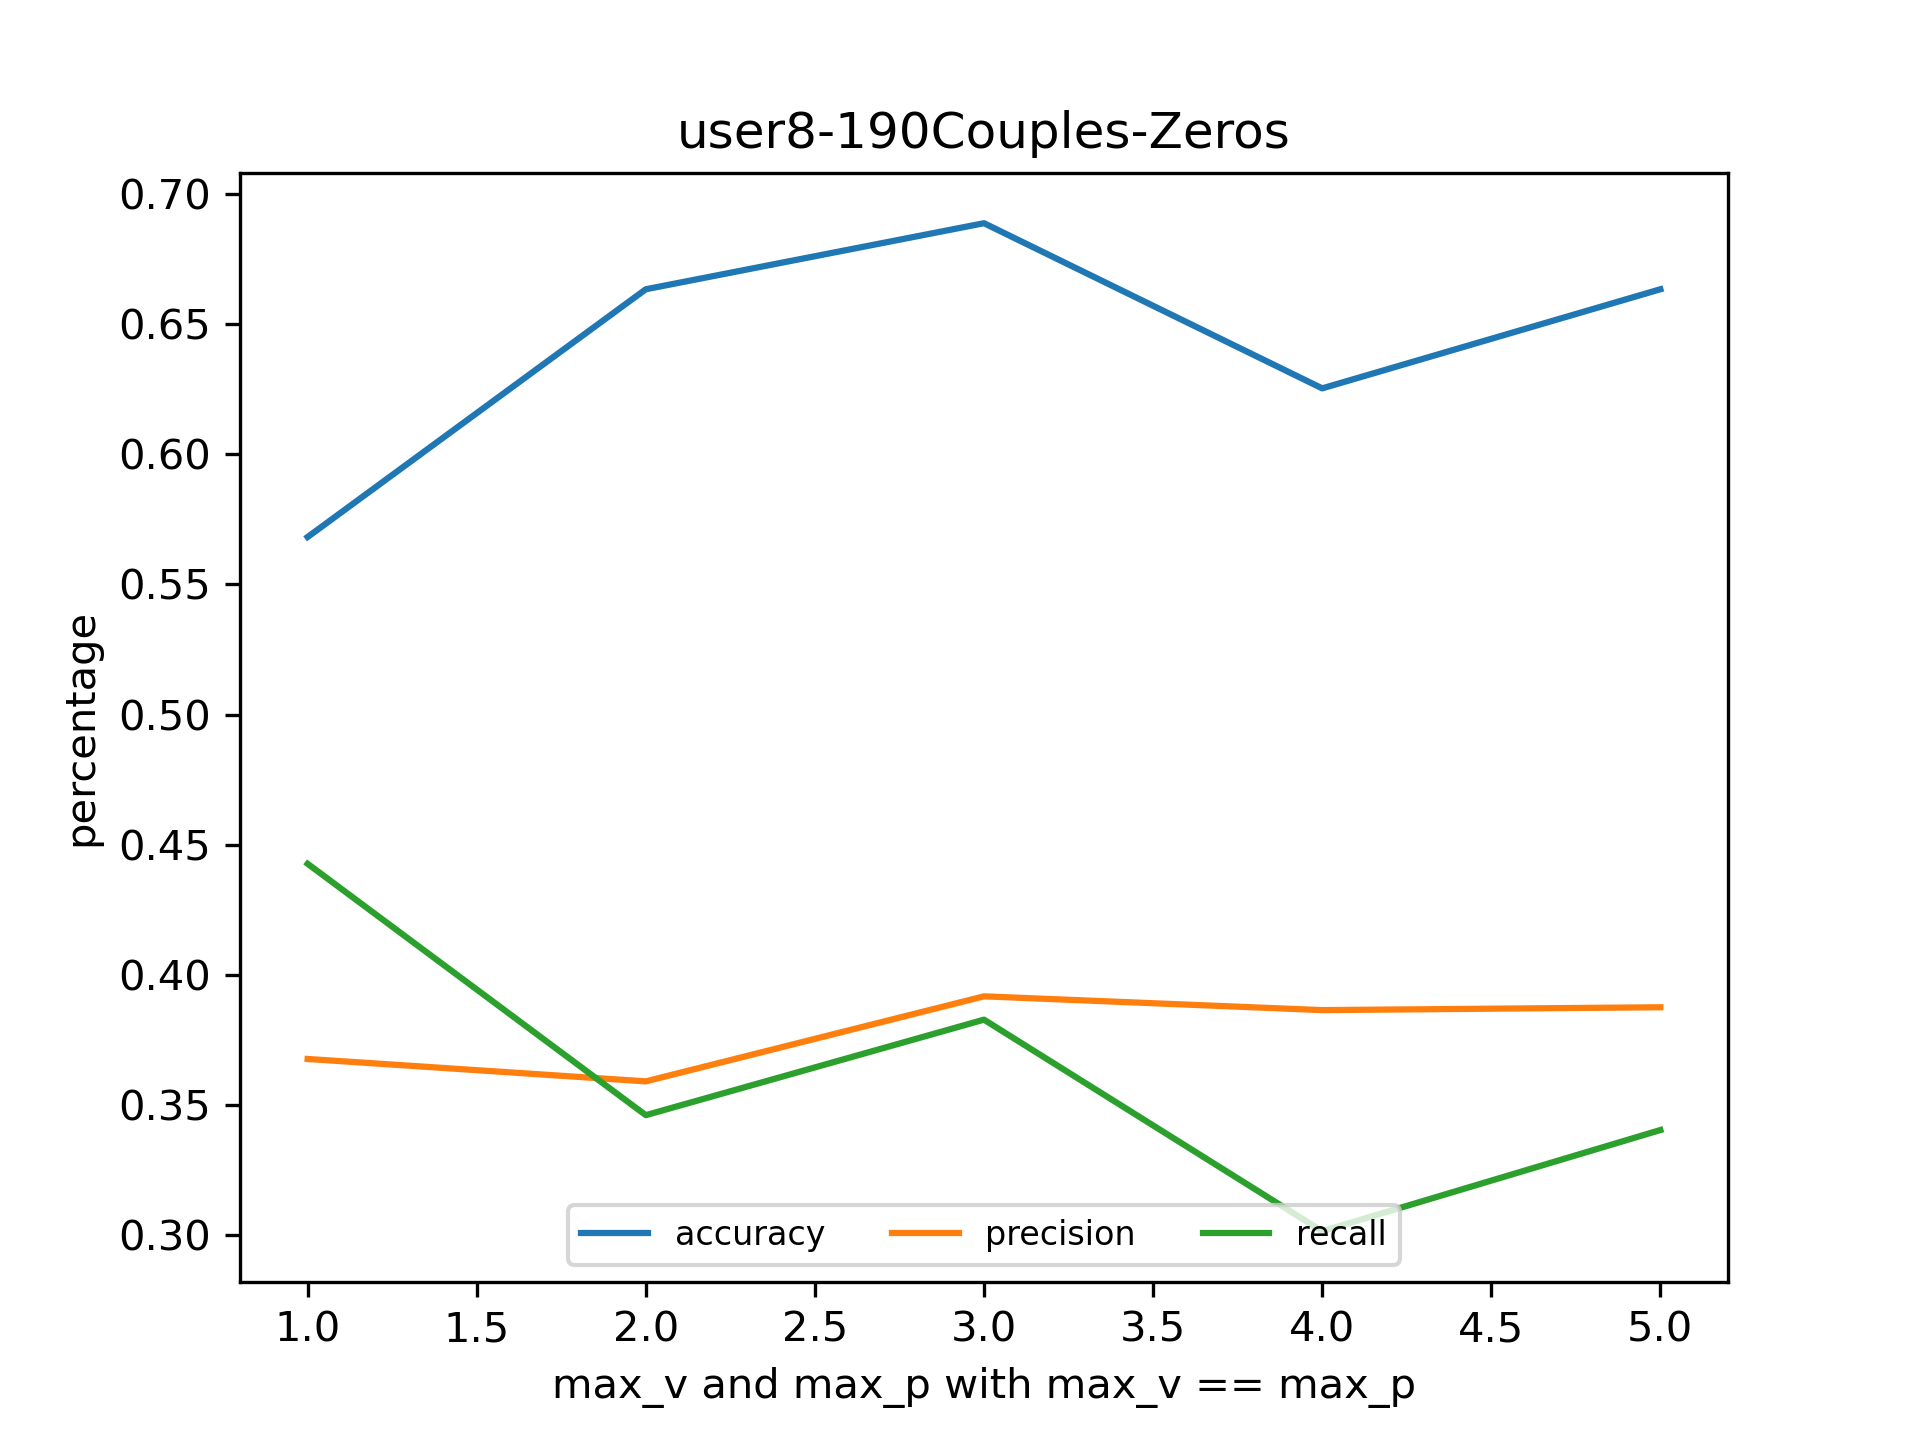 user8-190Couples-Zeros
0.70
0.65
0.60
0.55
0.50
0.45
0.40
0.35
0.30
percentage
accuracy precision recall
1.0 1.5 2.0 2.5 3.0 3.5 4.0 4.5 5.0
max_v and max_p with max_v == max_p